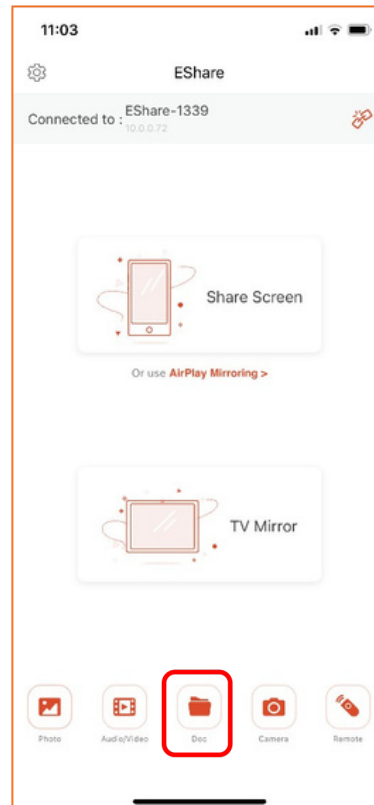 11:03
EShare
Connected to : EShare-1339
10.0.0.72
Share Screen
Or use AirPlay Mirroring >
TV Mirror
Photo Audio/Video Doc Camera Remote